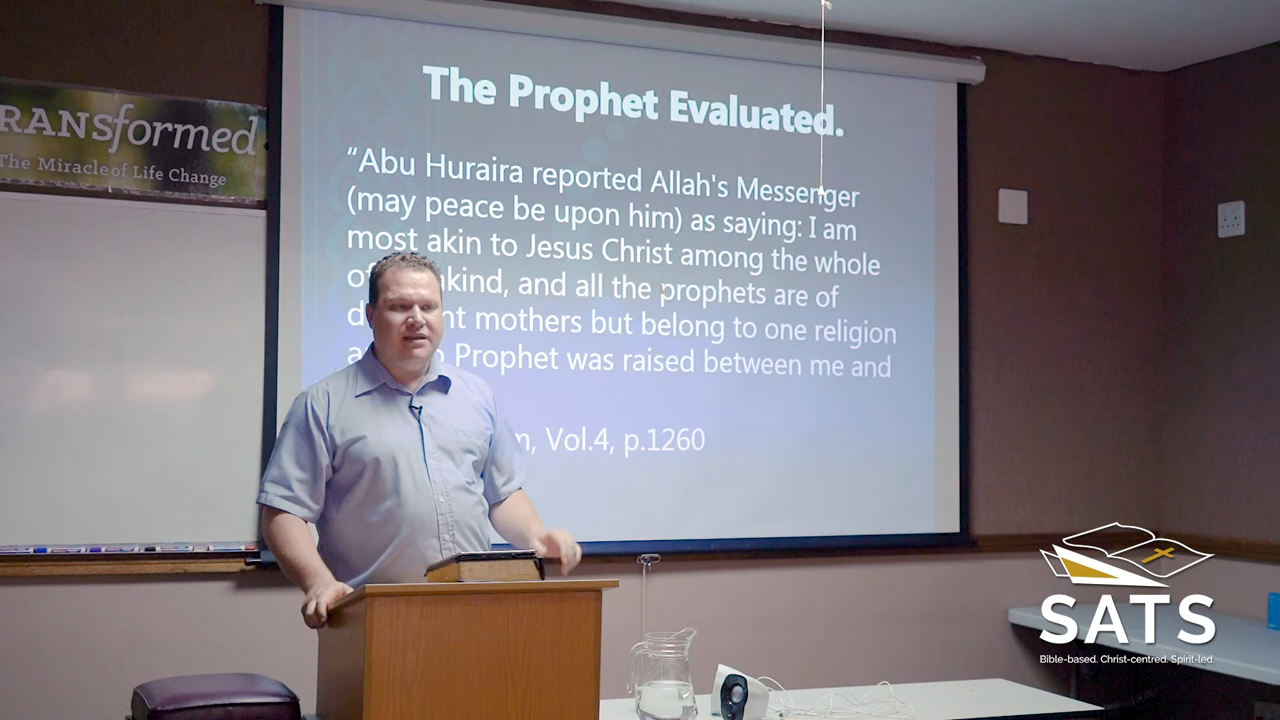 The Prophet Evaluated.
RANsformed
The Miracle of Life Change
“Abu Huraira reported Allah's Messenger
(may peace be upon him) as saying: I am
most akin to Jesus Christ among the whole
of nkind, and all the prophets are of
d nt mothers but belong to one religion
a Prophet was raised between me and
m, Vol.4, p.1260
SATS
Bible-based. Christ-centred. Spirit-led.